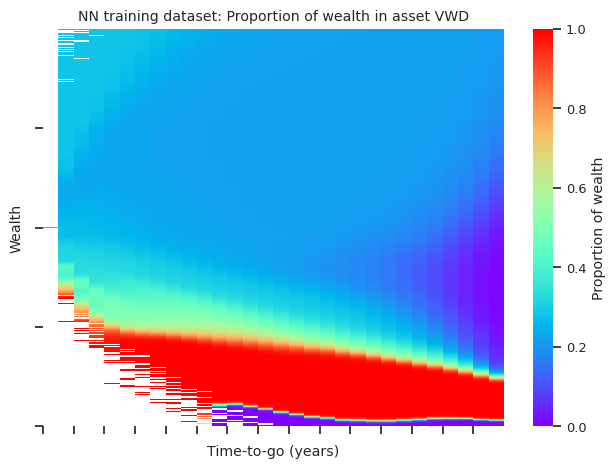 NN training dataset: Proportion of wealth in asset VWD
Wealth
Time-to-go (years)
1.0
0.8
0.6
0.4
0.2
0.0
Proportion of wealth